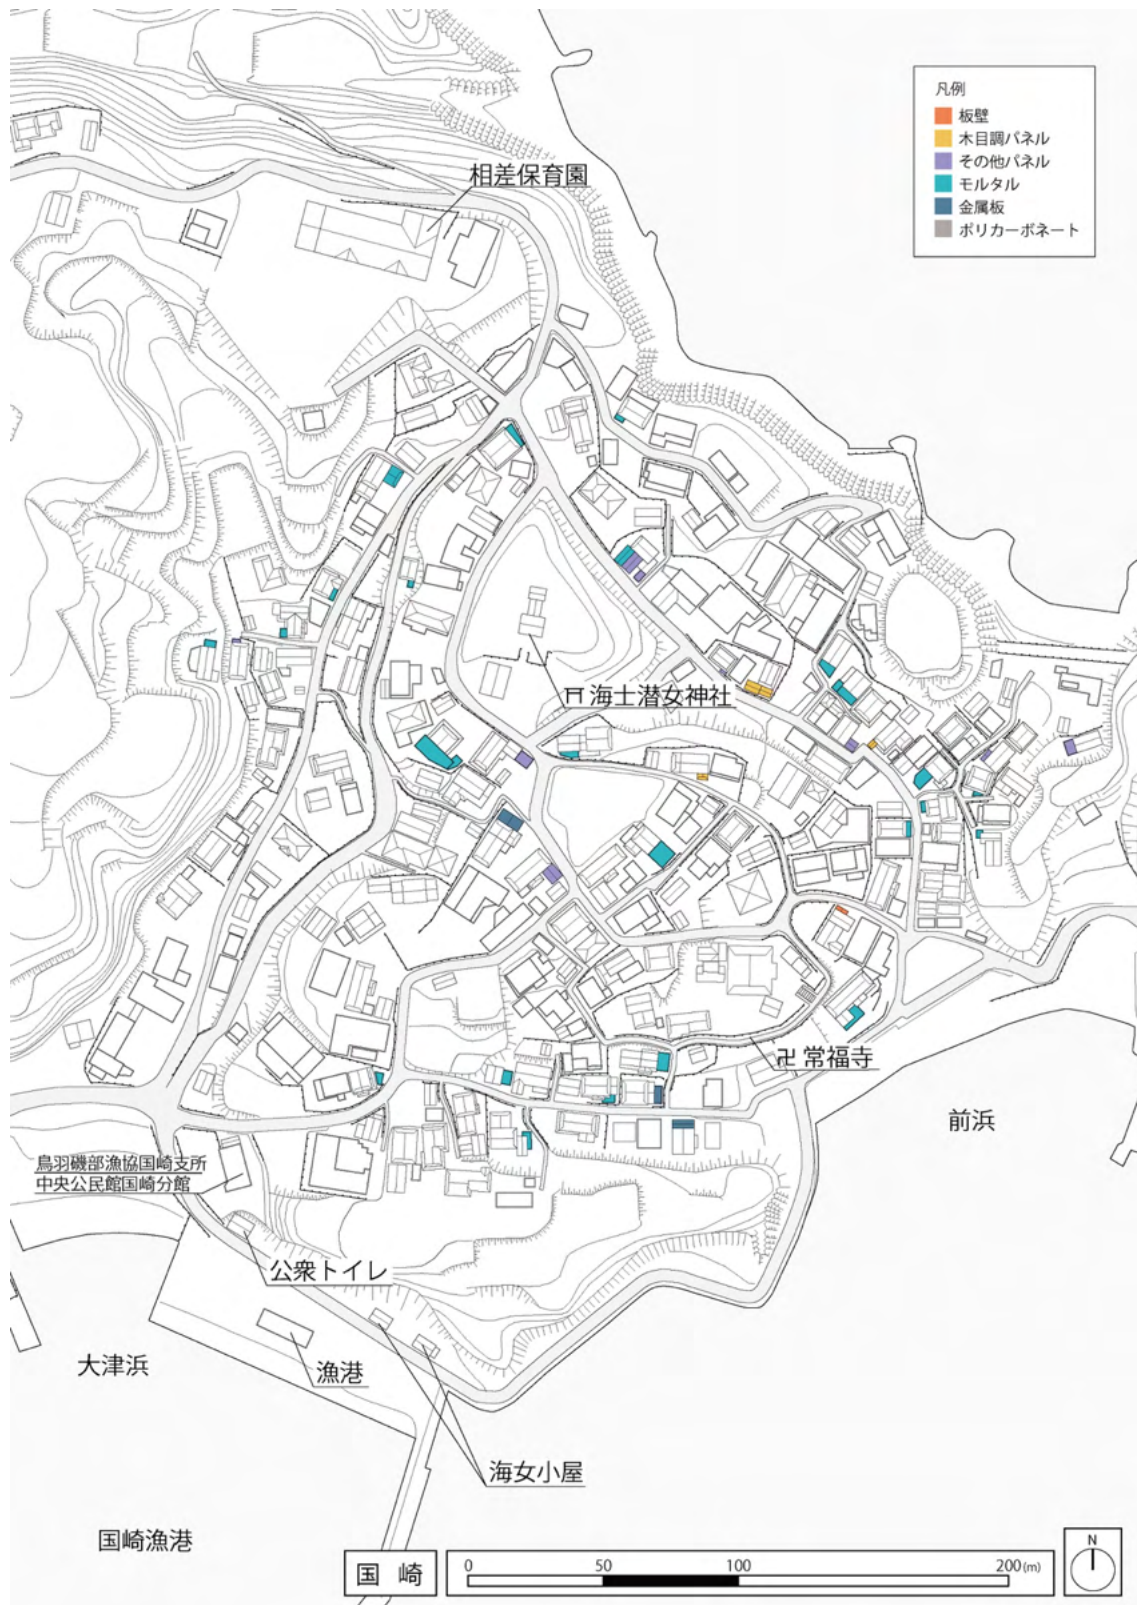 凡例
板壁
木目調パネル
その他パネル
モルタル
金属板
ポリカーボネート
相差保育園
海士潜女神社
卍 常福寺
前浜
鳥羽磯部漁協国崎支所
中央公民館国崎分館
公衆トイレ
大津浜
漁港
海女小屋
国崎漁港
国 崎
0 50 100 200(m)
N